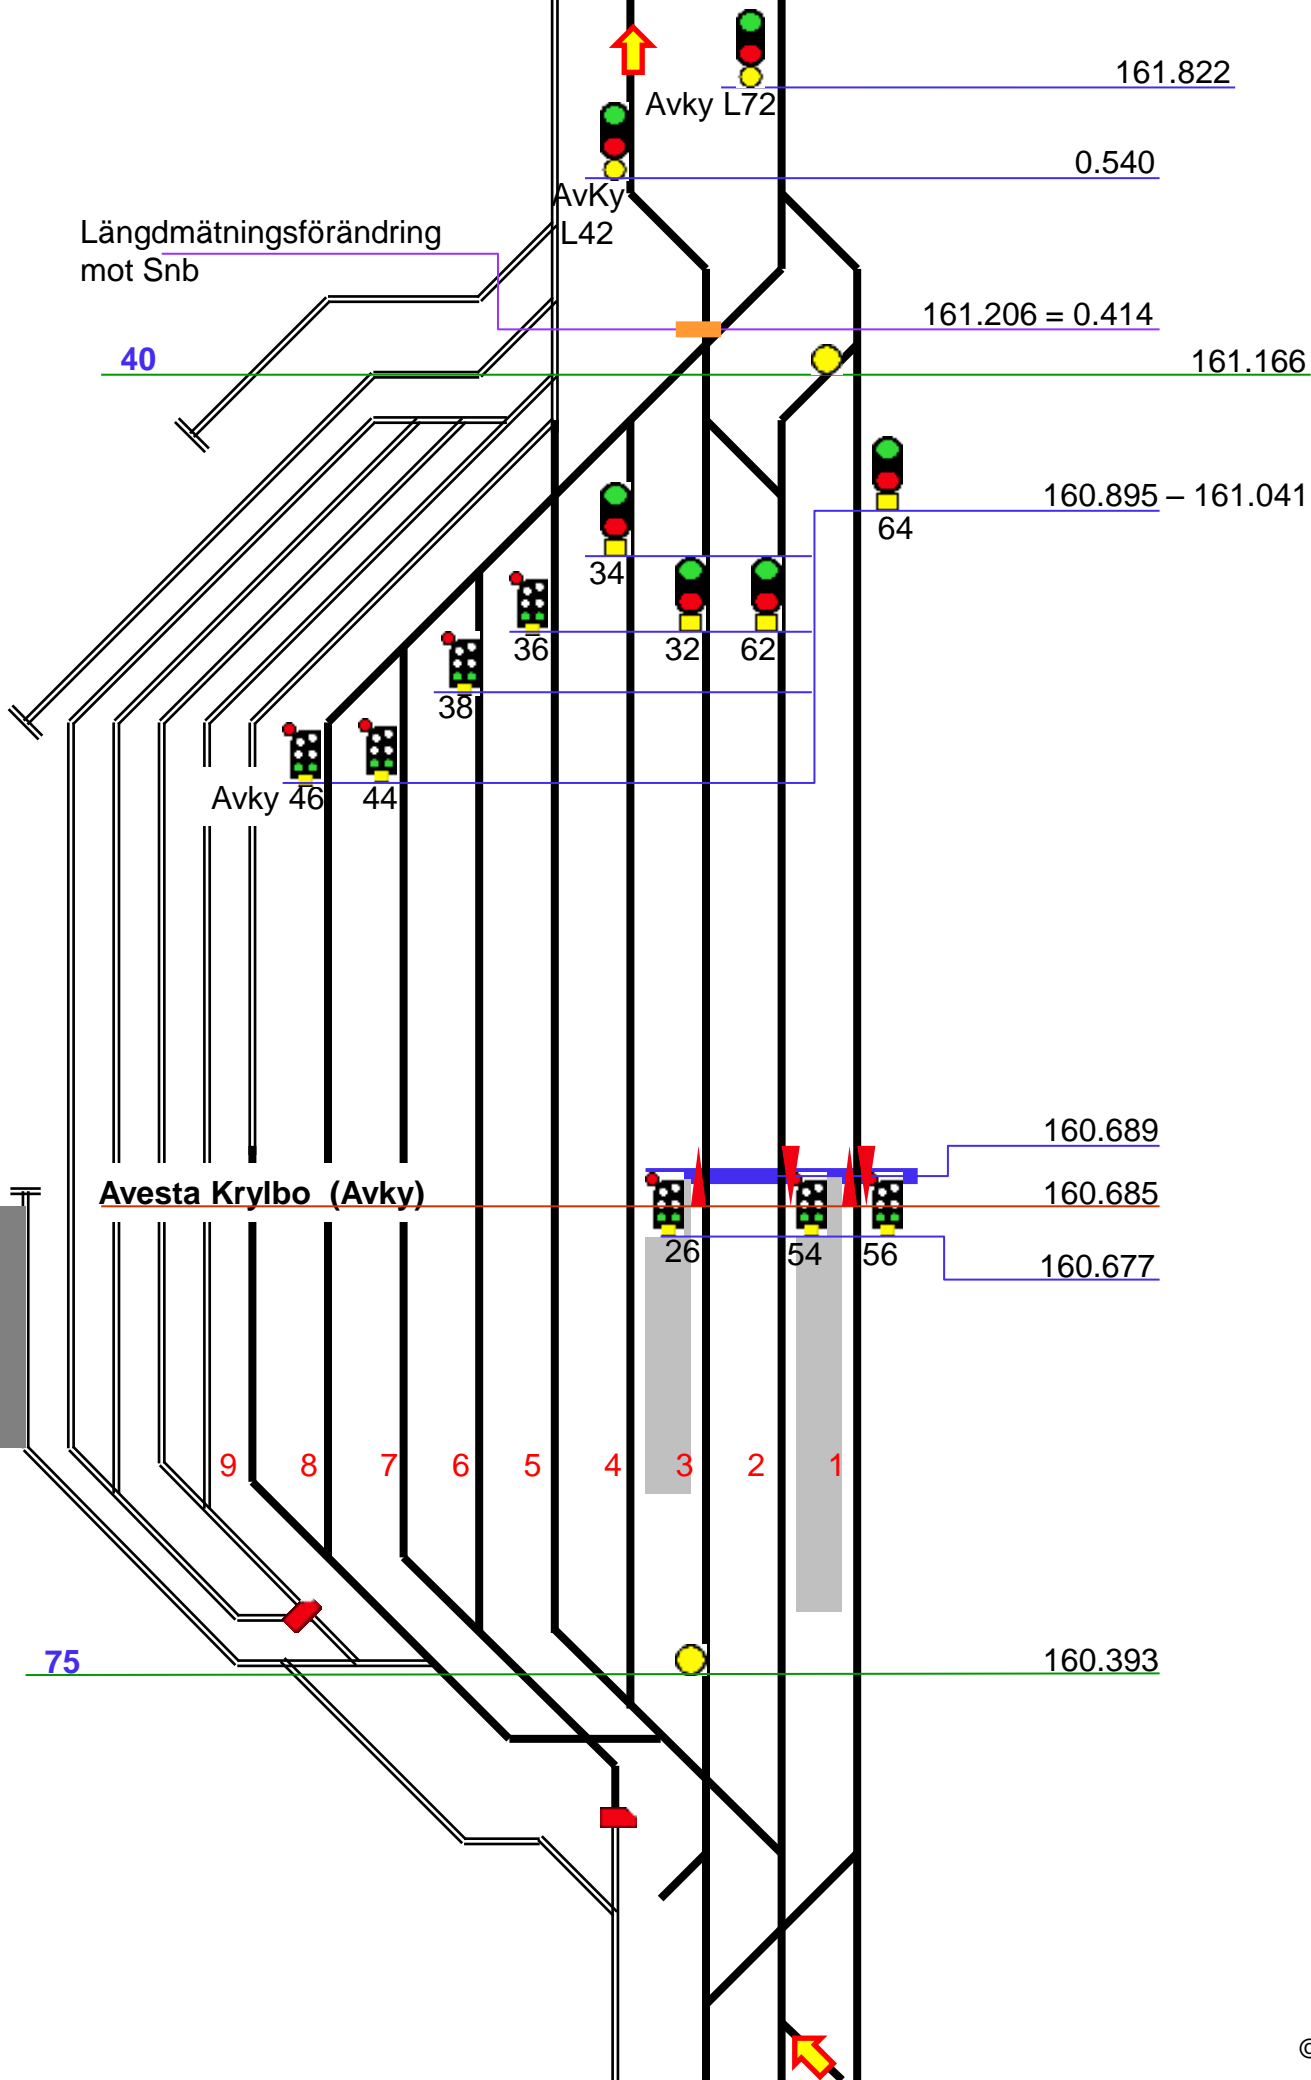 161.822
Avky L72
0.540
AvKy
L42
Längdmätningsförändring
mot Snb
161.206 = 0.414
40
161.166
160.895 – 161.041
64
34
36
32
62
38
Avky 46
44
160.689
Avesta Krylbo (Avky)
160.685
26
54
56
160.677
9 8 7 6 5 4 3 2 1
75
160.393
©